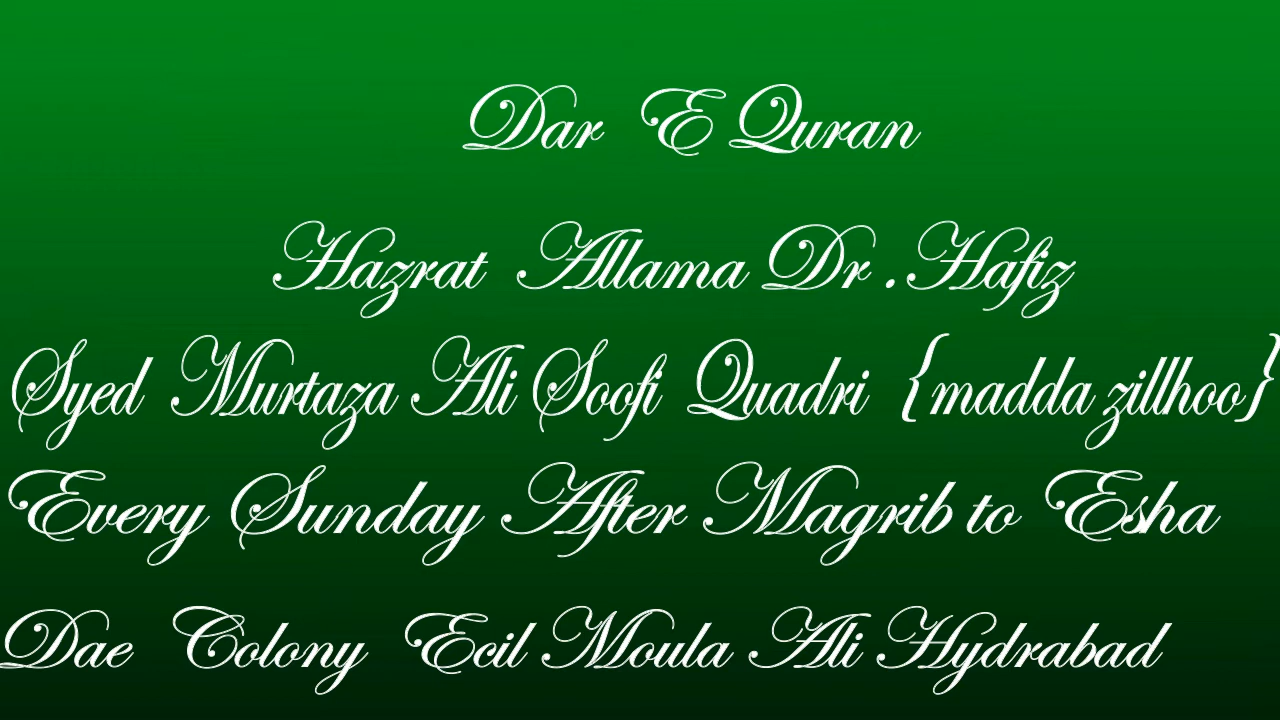 Dar E Quran
Hazrat Allama Dr . Hafiz
Syed Murtaza Ali Soofi Quadri {madda zillhoo}
Every Sunday After Magrib to Esha
Dae Colony Ecil Moula Ali Hydrabad